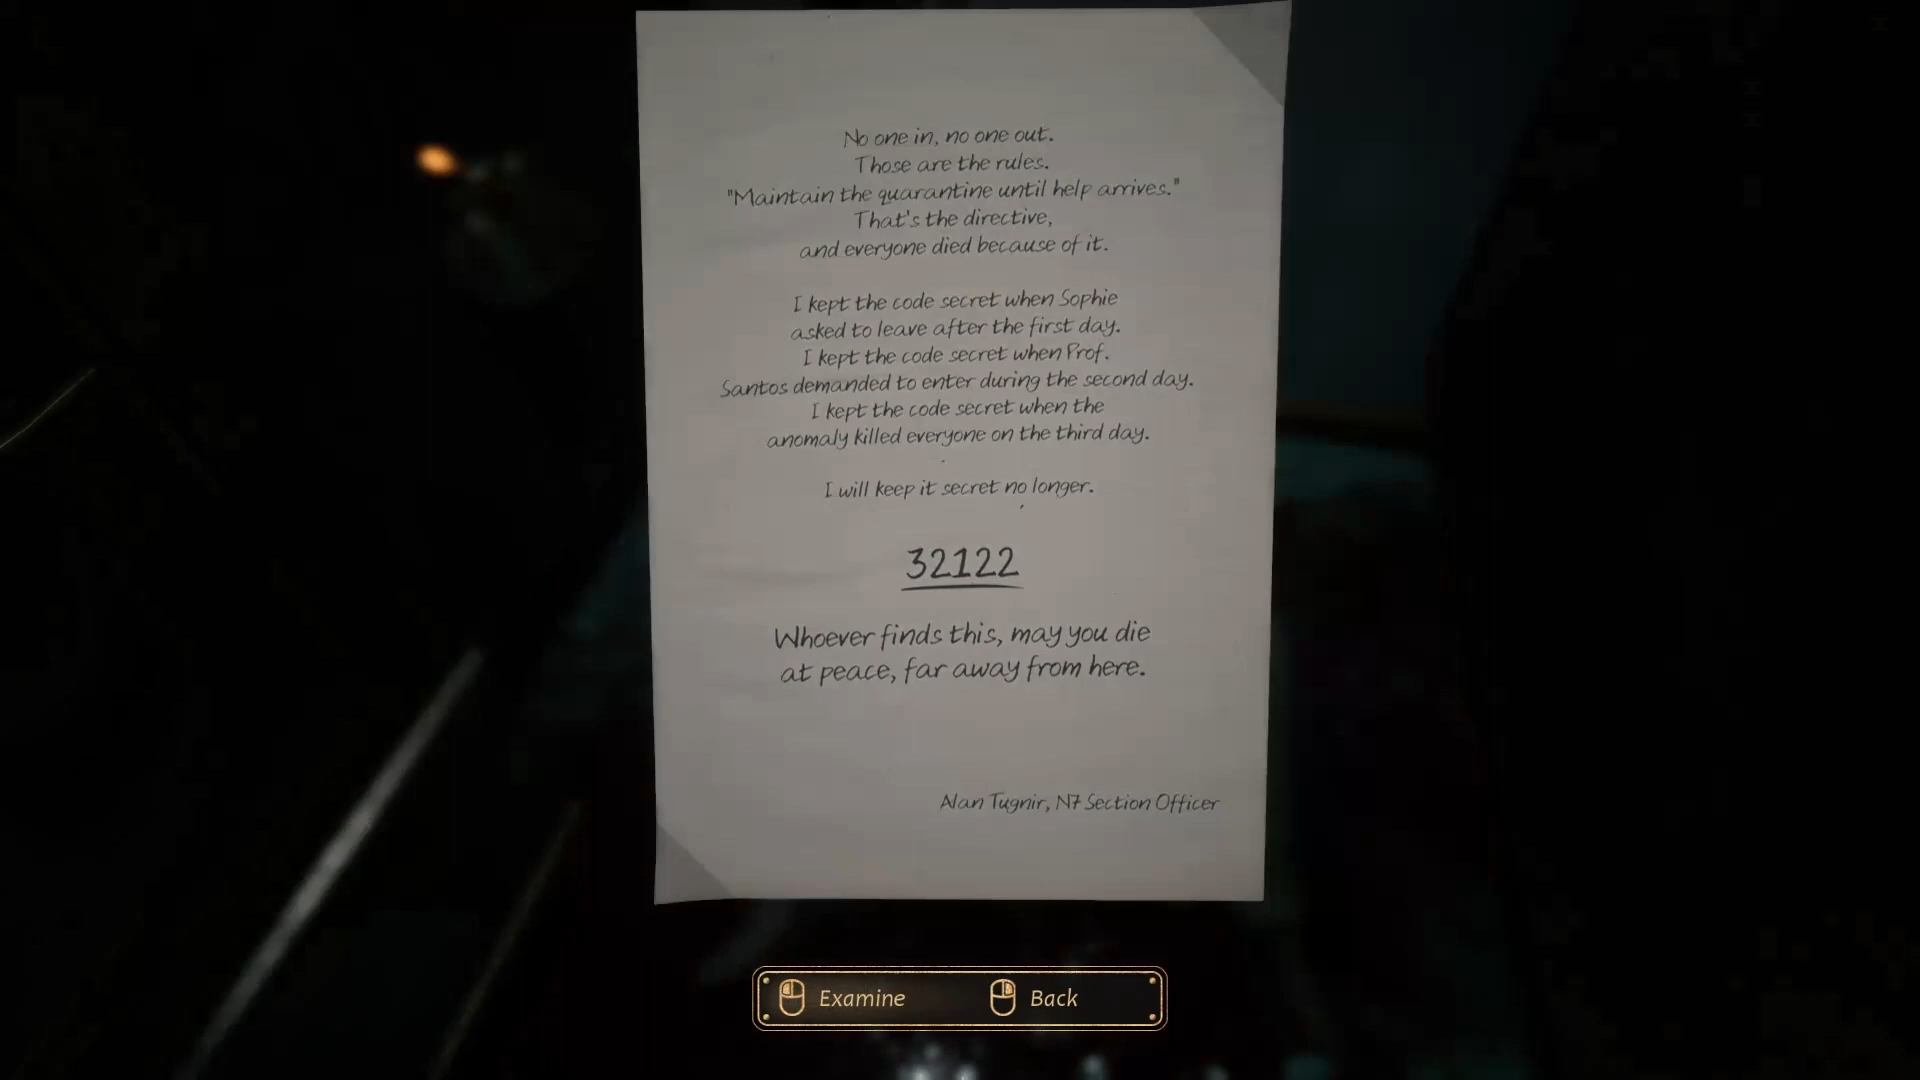 No one in, no one out.
Those are the rules.
"Maintain the quarantine until help arrives."
That's the directive,
and everyone died because of it.
I kept the code secret when Sophie
asked to leave after the first day.
I kept the code secret when Prof.
Santos demanded to enter during the second day.
I kept the code secret when the
anomaly killed everyone on the third day.
I will keep it secret no longer.
32122
Whoever finds this, may you die
at peace, far away from here.
Alan Tugnir, N7 Section Officer
Examine Back